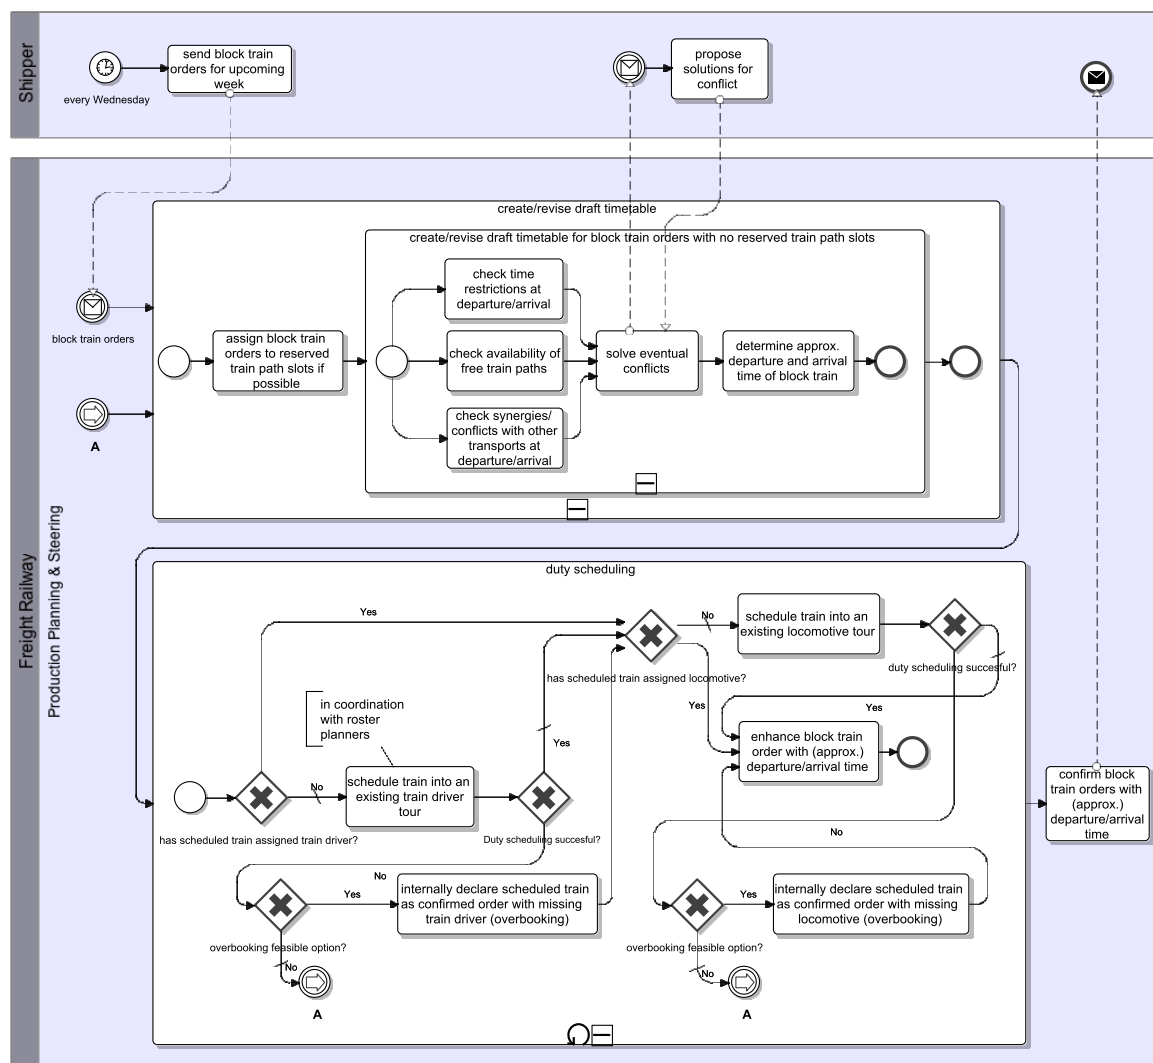 Shipper
send block train
orders for upcoming
week
every Wednesday
propose
solutions for
conflict
Freight Railway
Production Planning & Steering
create/revise draft timetable
create/revise draft timetable for block train orders with no reserved train path slots
block train orders
A
assign block train
orders to reserved
train path slots if
possible
check time
restrictions at
departure/arrival
check availability of
free train paths
check synergies/
conflicts with other
transports at
departure/arrival
solve eventual
conflicts
determine approx.
departure and arrival
time of block train
duty scheduling
Yes
No
schedule train into an
existing locomotive tour
has scheduled train assigned locomotive?
duty scheduling succesful?
Yes
Yes
in coordination
with roster
planners
Yes
enhance block train
order with (approx.)
departure/arrival time
No
schedule train into an
existing train driver
tour
has scheduled train assigned train driver?
Duty scheduling succesful?
confirm block
train orders with
(approx.)
departure/arrival
time
No
No
Yes
internally declare scheduled train
as confirmed order with missing
train driver (overbooking)
Yes
internally declare scheduled train
as confirmed order with missing
locomotive (overbooking)
overbooking feasible option?
overbooking feasible option?
No
No
A
A